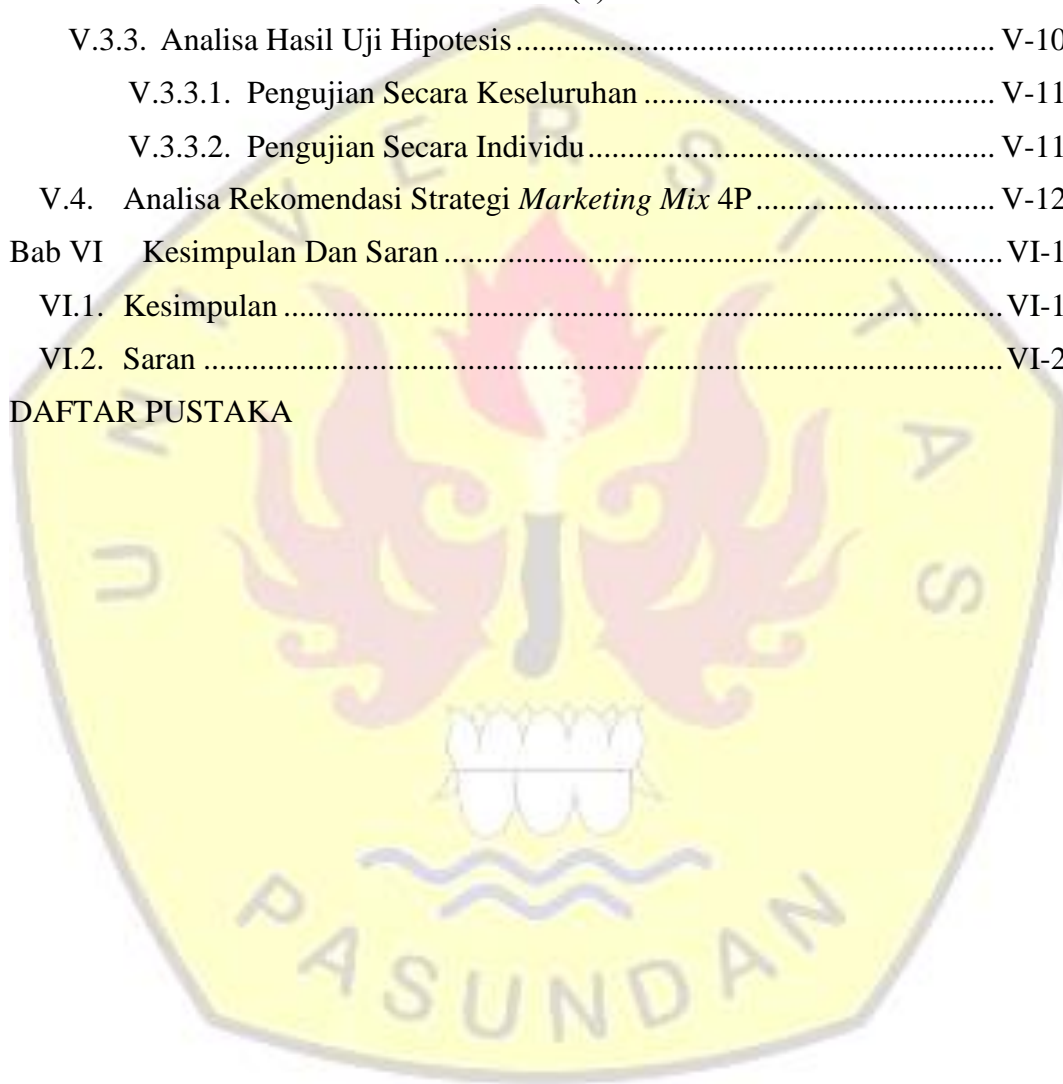 V.3.3. Analisa Hasil Uji Hipotesis ........................................................... V-10
V.3.3.1. Pengujian Secara Keseluruhan ........................................... V-11
V.3.3.2. Pengujian Secara Individu .................................................. V-11
V.4. Analisa Rekomendasi Strategi Marketing Mix 4P ............................. V-12
Bab VI Kesimpulan Dan Saran ..................................................................... VI-1
VI.1. Kesimpulan ......................................................................................... VI-1
VI.2. Saran ................................................................................................... VI-2
DAFTAR PUSTAKA
UNIVERSITAS
PASUNDAN